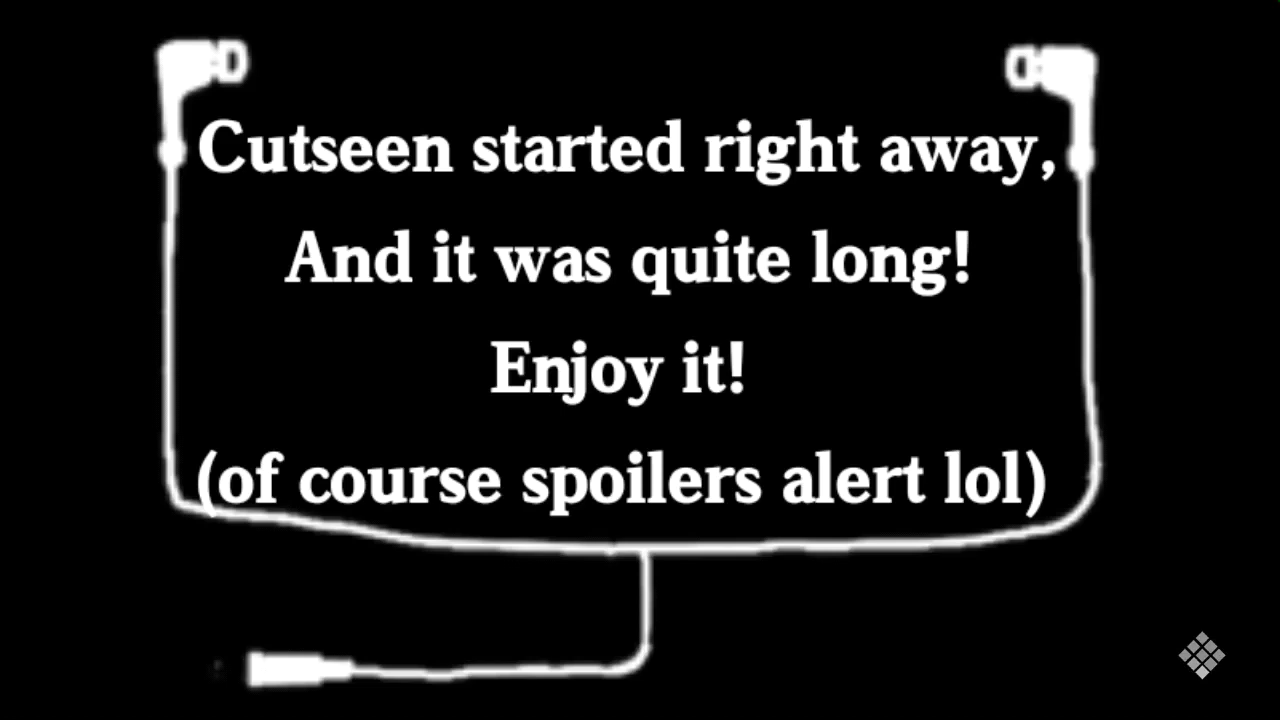 Cutseen started right away,
And it was quite long!
Enjoy it!
(of course spoilers alert lol)